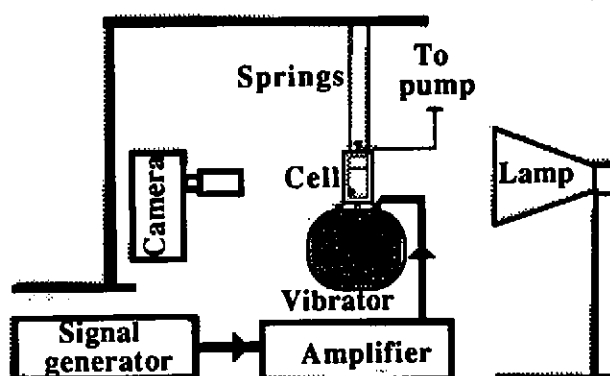 Springs
To
pump
Cell
Camera
Lamp
Vibrator
Signal
generator
Amplifier